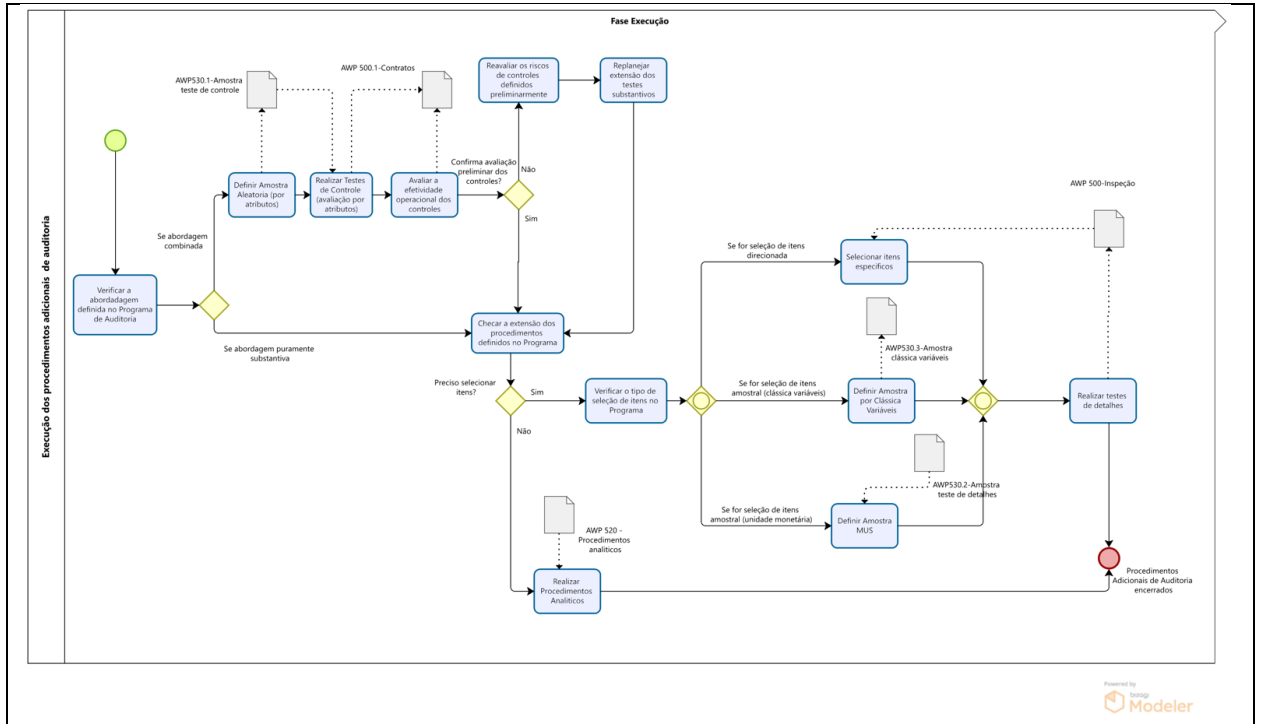 Fase Execução
Execução dos procedimentos adicionais de auditoria
AWP530.1-Amostra
teste de controle
AWP 500.1-Contratos
Reavaliar os riscos
de controles
definidos
preliminarmente
Replanejar
extensão dos
testes
substantivos
Definir Amostra
Aleatoria (por
atributos)
Realizar Testes
de Controle
(avaliação por
atributos)
Avaliar a
efetividade
operacional dos
controles
Confirma avaliação
preliminar dos
controles?
Não
Sim
Se abordagem
combinada
Verificar a
abordadagem
definida no Programa
de Auditoria
Se abordagem puramente
substantiva
Checar a extensão dos
procedimentos
definidos no Programa
Preciso selecionar
itens?
Sim
Não
Verificar o tipo de
seleção de itens no
Programa
Se for seleção de itens
direcionada
Selecionar itens
especificos
AWP 500-Inspeção
AWP530.3-Amostra
clássica variáveis
Se for seleção de itens
amostral (clássica variáveis)
Definir Amostra
por Clássica
Variáveis
Realizar testes
de detalhes
AWP530.2-Amostra
teste de detalhes
Se for seleção de itens
amostral (unidade monetária)
Definir Amostra
MUS
AWP 520 -
Procedimentos
analiticos
Realizar
Procedimentos
Analiticos
Procedimentos
Adicionais de Auditoria
encerrados
Powered by
bizagi
Modeler